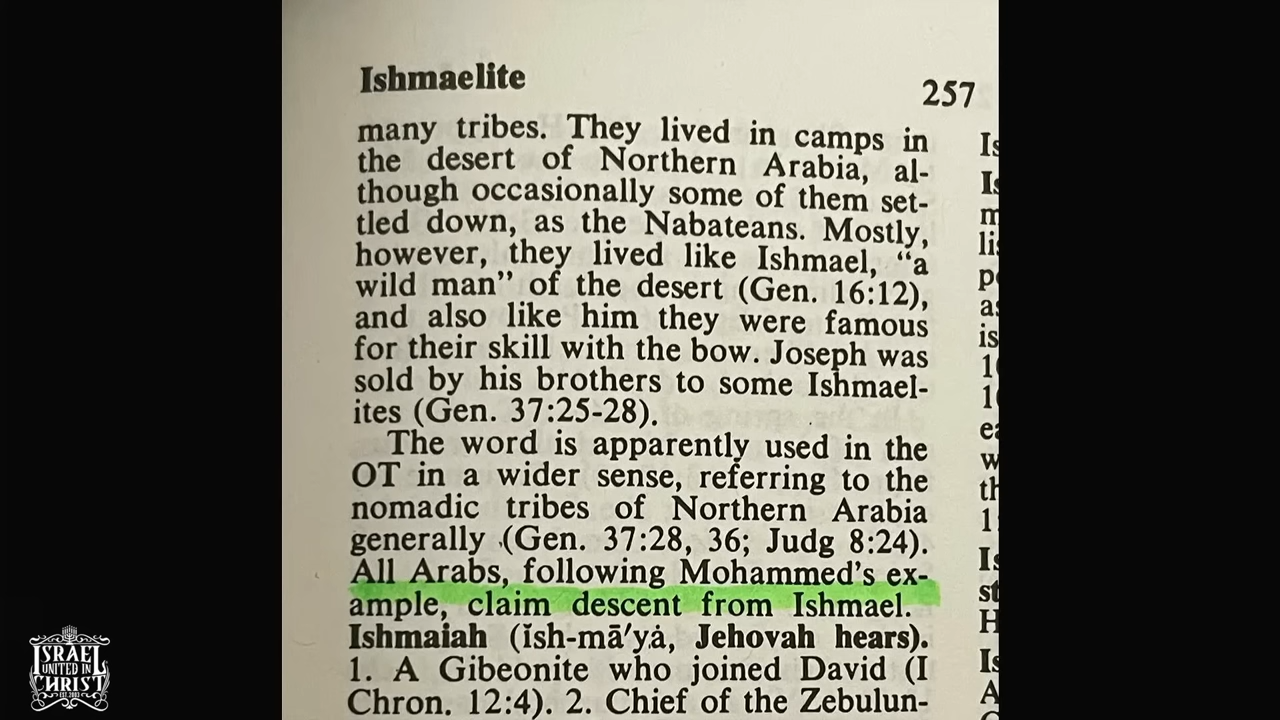 Ishmaelite
257
many tribes. They lived in camps in
the desert of Northern Arabia, al-
though occasionally some of them set-
tled down, as the Nabateans. Mostly,
however, they lived like Ishmael, “a
wild man” of the desert (Gen. 16:12),
and also like him they were famous
for their skill with the bow. Joseph was
sold by his brothers to some Ishmael-
ites (Gen. 37:25-28).
The word is apparently used in the
OT in a wider sense, referring to the
nomadic tribes of Northern Arabia
generally (Gen. 37:28, 36; Judg 8:24).
All Arabs, following Mohammed’s ex-
ample, claim descent from Ishmael.
Ishmaiah (ĭsh-mā′yȧ, Jehovah hears).
1. A Gibeonite who joined David (I
Chron. 12:4). 2. Chief of the Zebulun-
ISRAEL
UNITED IN
CHRIST
EST. 2003